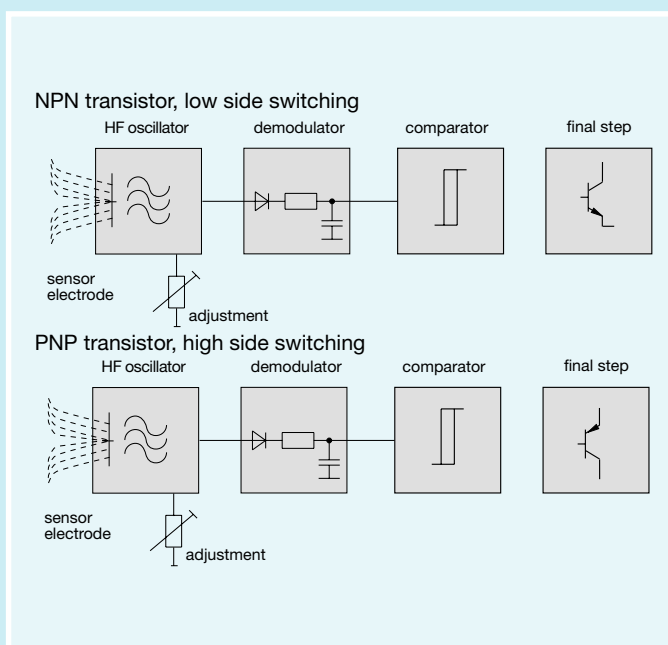 NPN transistor, low side switching
HF oscillator demodulator comparator final step
sensor
electrode
adjustment
PNP transistor, high side switching
HF oscillator demodulator comparator final step
sensor
electrode
adjustment